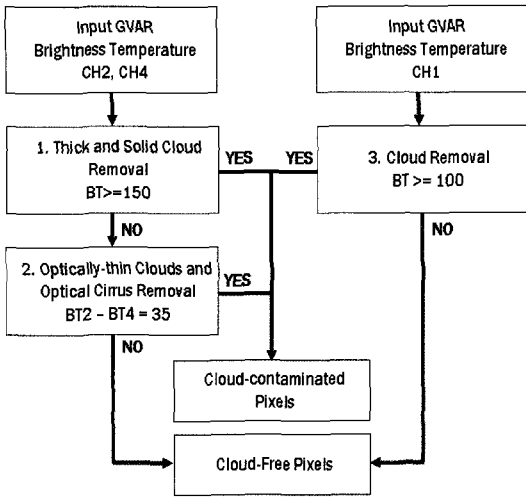 Input GVAR
Brightness Temperature
CH2, CH4
Input GVAR
Brightness Temperature
CH1
1. Thick and Solid Cloud
Removal
BT>=150
YES
YES
3. Cloud Removal
BT >= 100
NO
NO
2. Optically-thin Clouds and
Optical Cirrus Removal
BT2 – BT4 = 35
YES
NO
Cloud-contaminated
Pixels
Cloud-Free Pixels